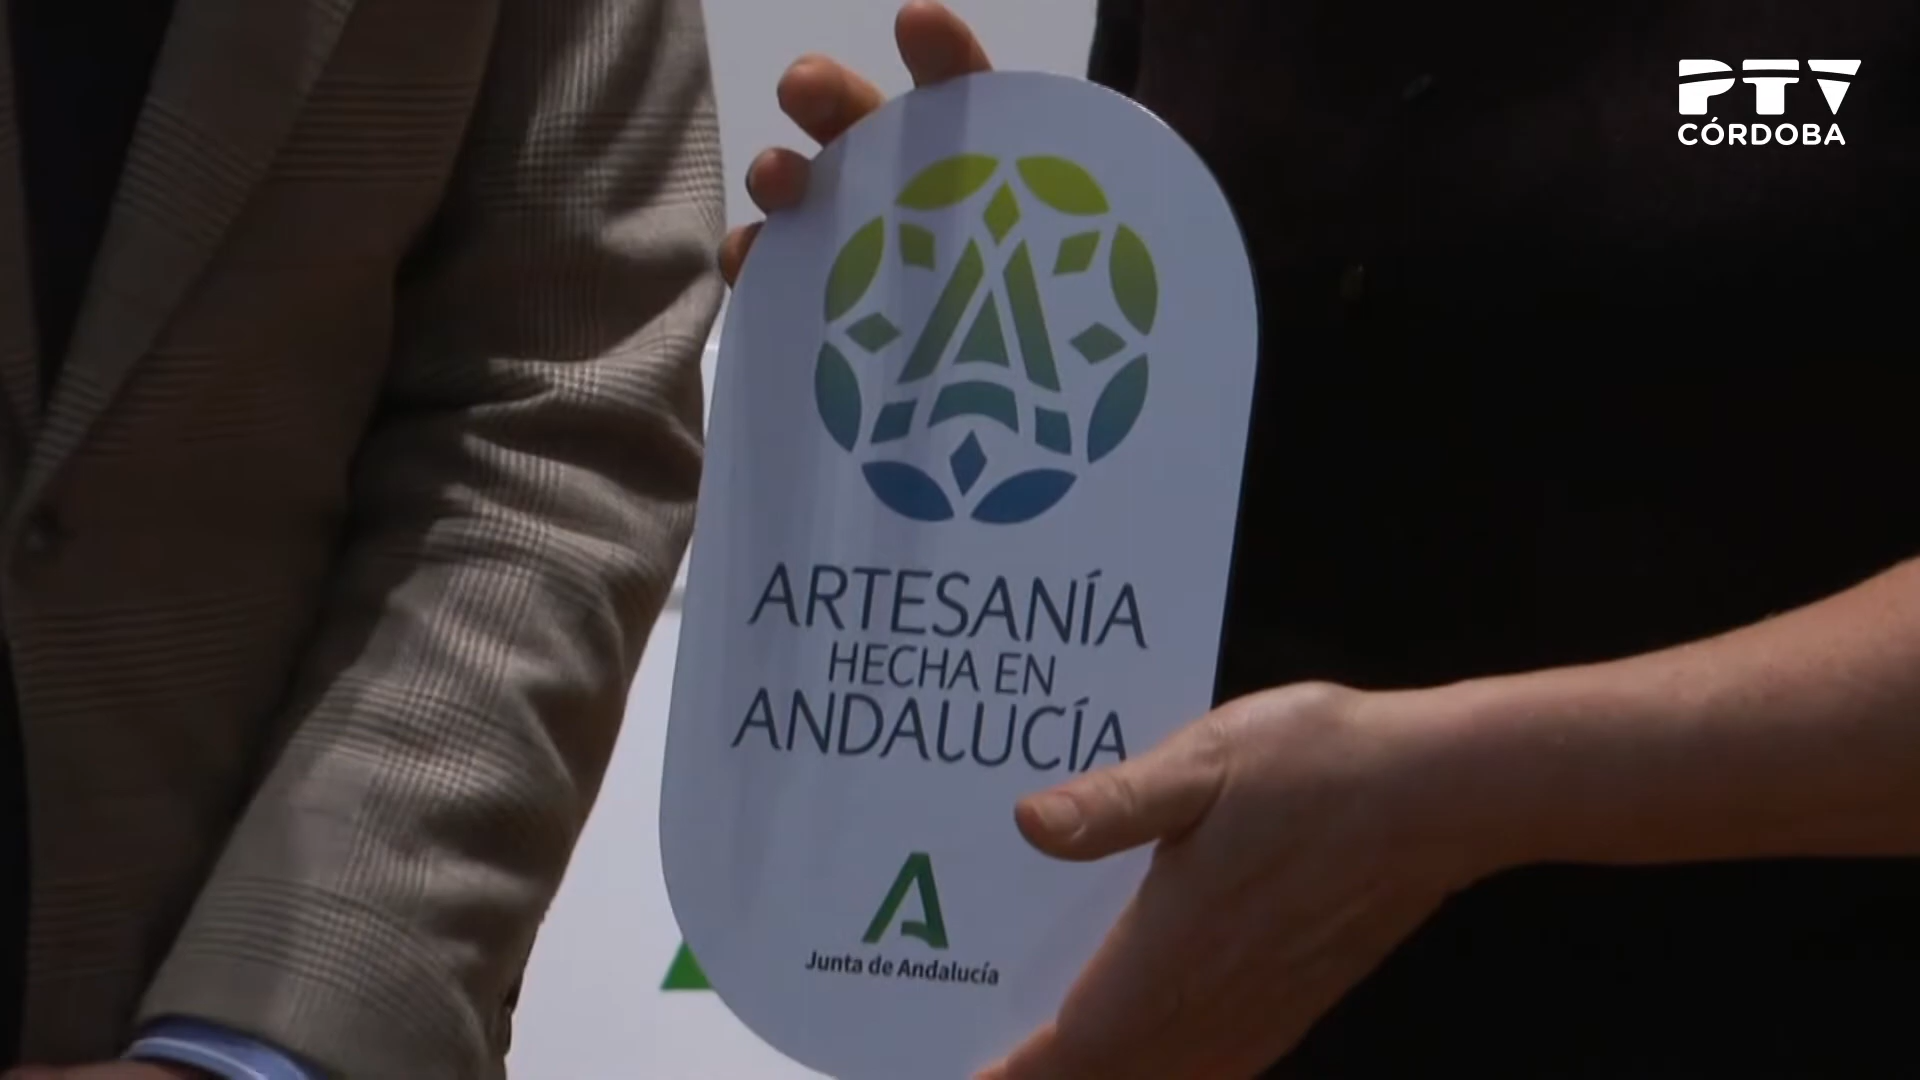 PTV
CÓRDOBA
ARTESANÍA
HECHA EN
ANDALUCÍA
Junta de Andalucía